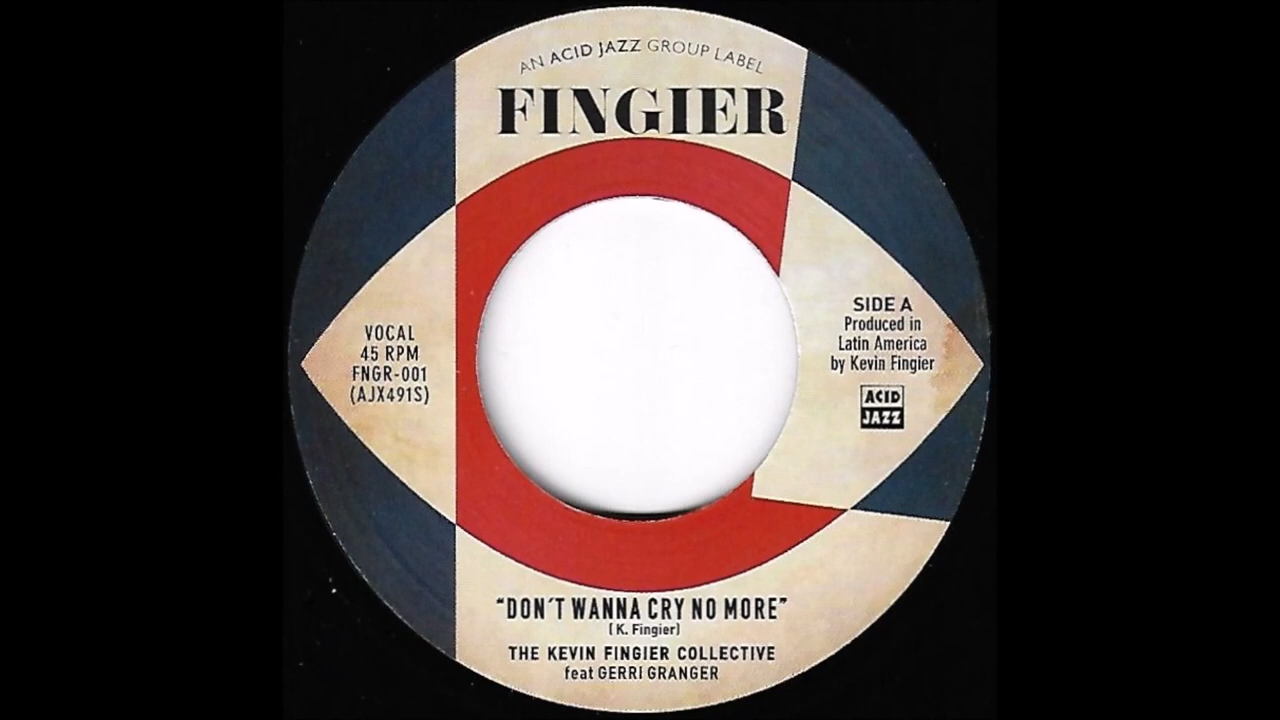 AN ACID JAZZ GROUP LABEL
FINGIER
VOCAL
45 RPM
FNGR-001
(AJX491S)
SIDE A
Produced in
Latin America
by Kevin Fingier
ACID
JAZZ
“DON´T WANNA CRY NO MORE”
(K. Fingier)
THE KEVIN FINGIER COLLECTIVE
feat GERRI GRANGER